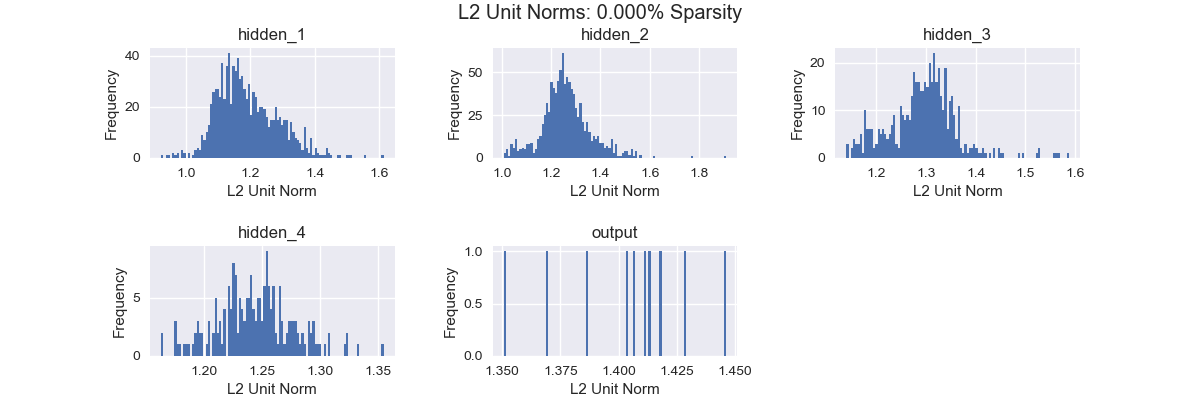 L2 Unit Norms: 0.000% Sparsity
hidden_1
hidden_2
hidden_3
Frequency
40
20
0
1.0 1.2 1.4 1.6
L2 Unit Norm
Frequency
50
25
0
1.0 1.2 1.4 1.6 1.8
L2 Unit Norm
Frequency
20
10
0
1.2 1.3 1.4 1.5 1.6
L2 Unit Norm
hidden_4
output
Frequency
5
0
1.20 1.25 1.30 1.35
L2 Unit Norm
Frequency
1.0
0.5
0.0
1.350 1.375 1.400 1.425 1.450
L2 Unit Norm